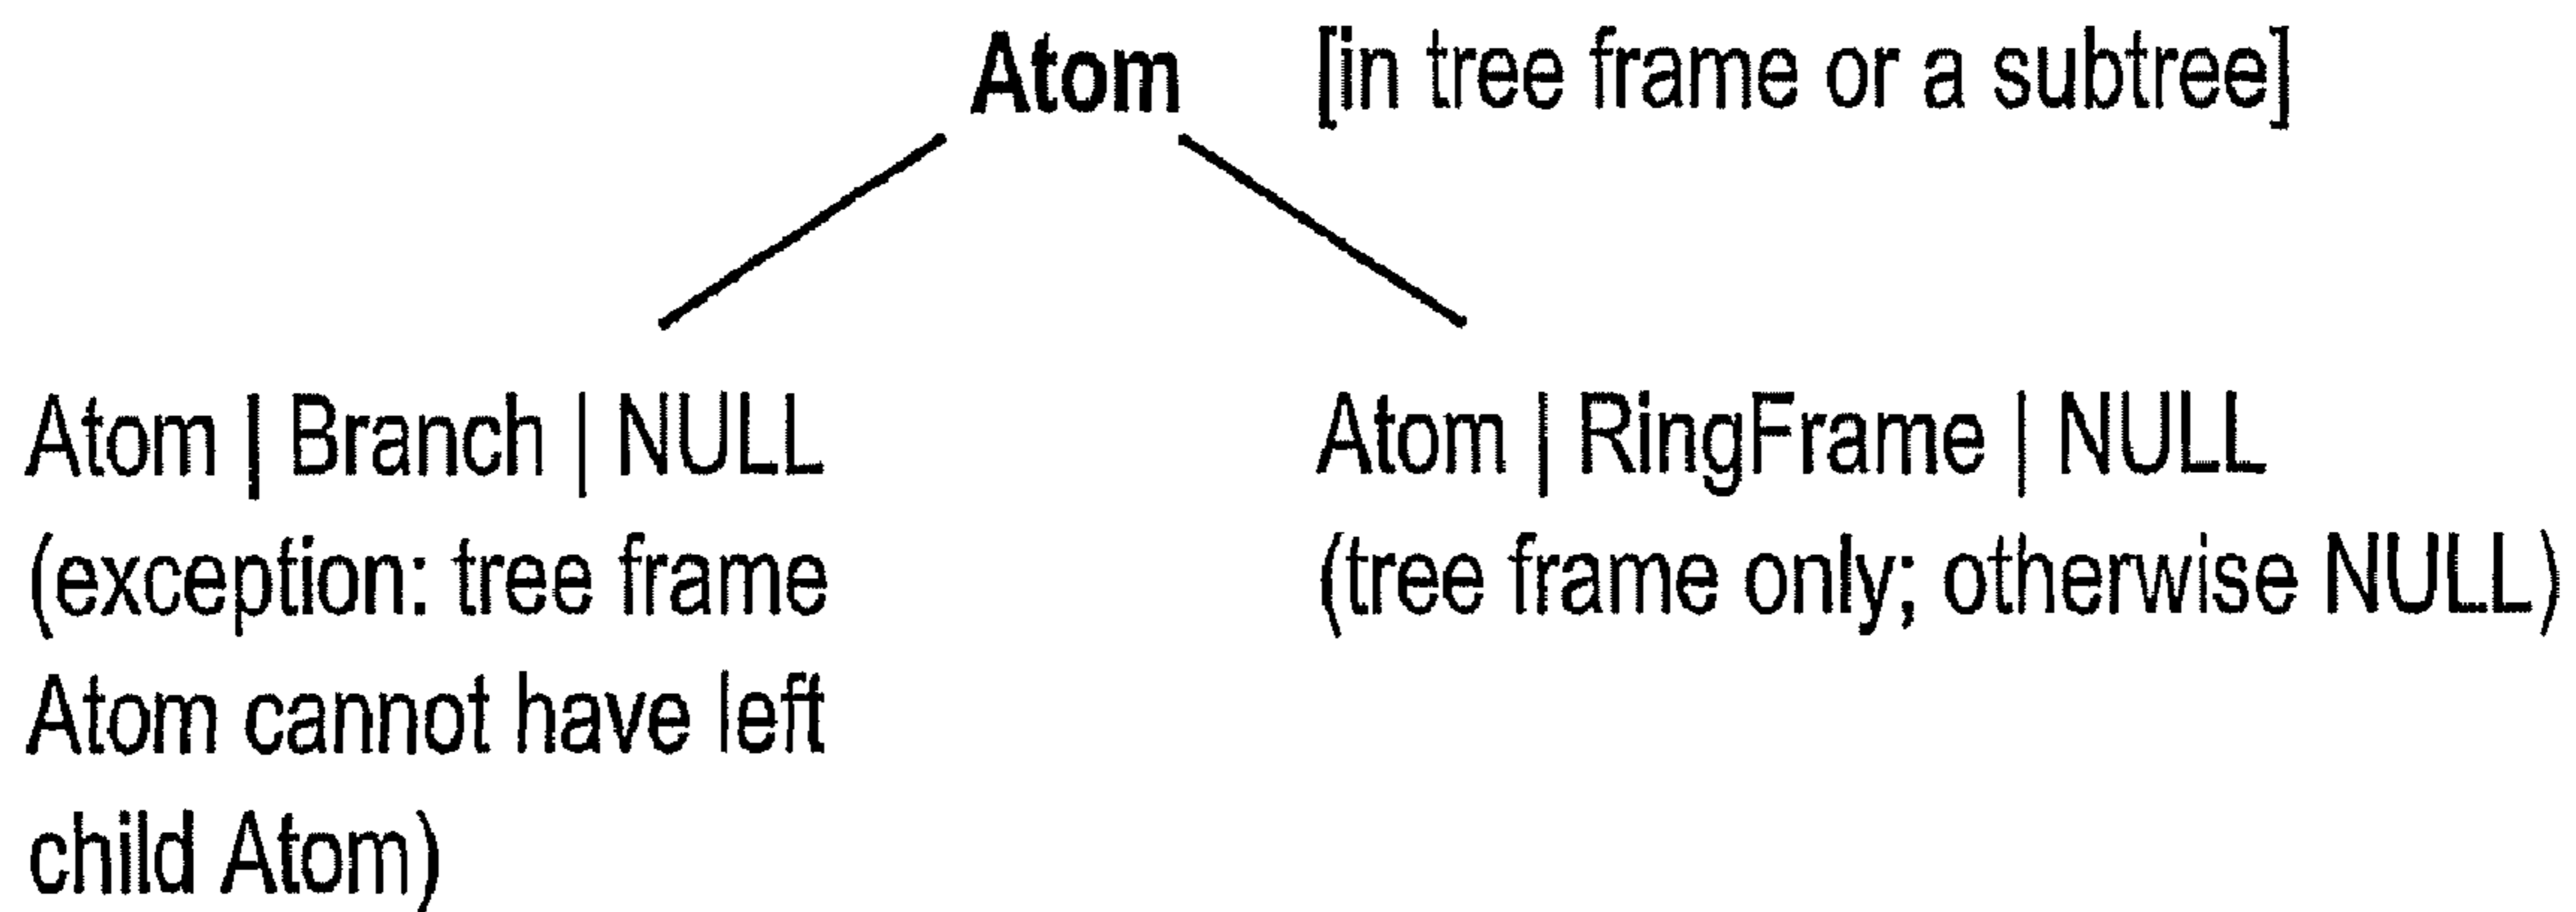 Atom [in tree frame or a subtree]
Atom | Branch | NULL
(exception: tree frame
Atom cannot have left
child Atom)
Atom | RingFrame | NULL
(tree frame only; otherwise NULL)